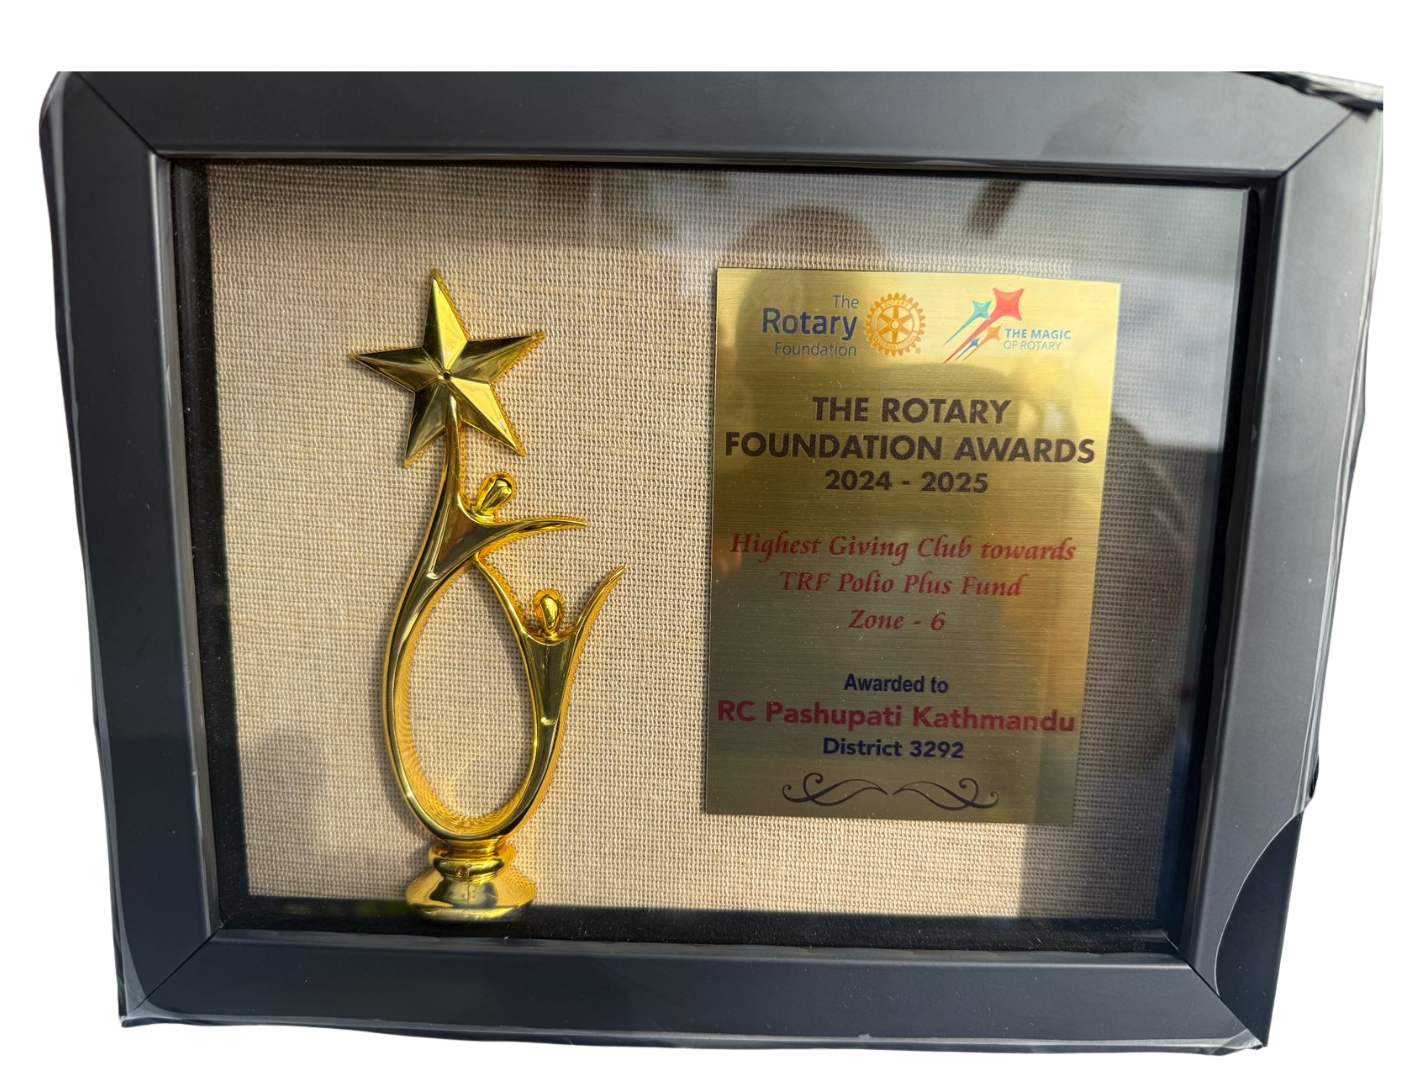 The
Rotary
Foundation
THE MAGIC
OF ROTARY
THE ROTARY
FOUNDATION AWARDS
2024 - 2025
Highest Giving Club towards
TRF Polio Plus Fund
Zone - 6
Awarded to
RC Pashupati Kathmandu
District 3292